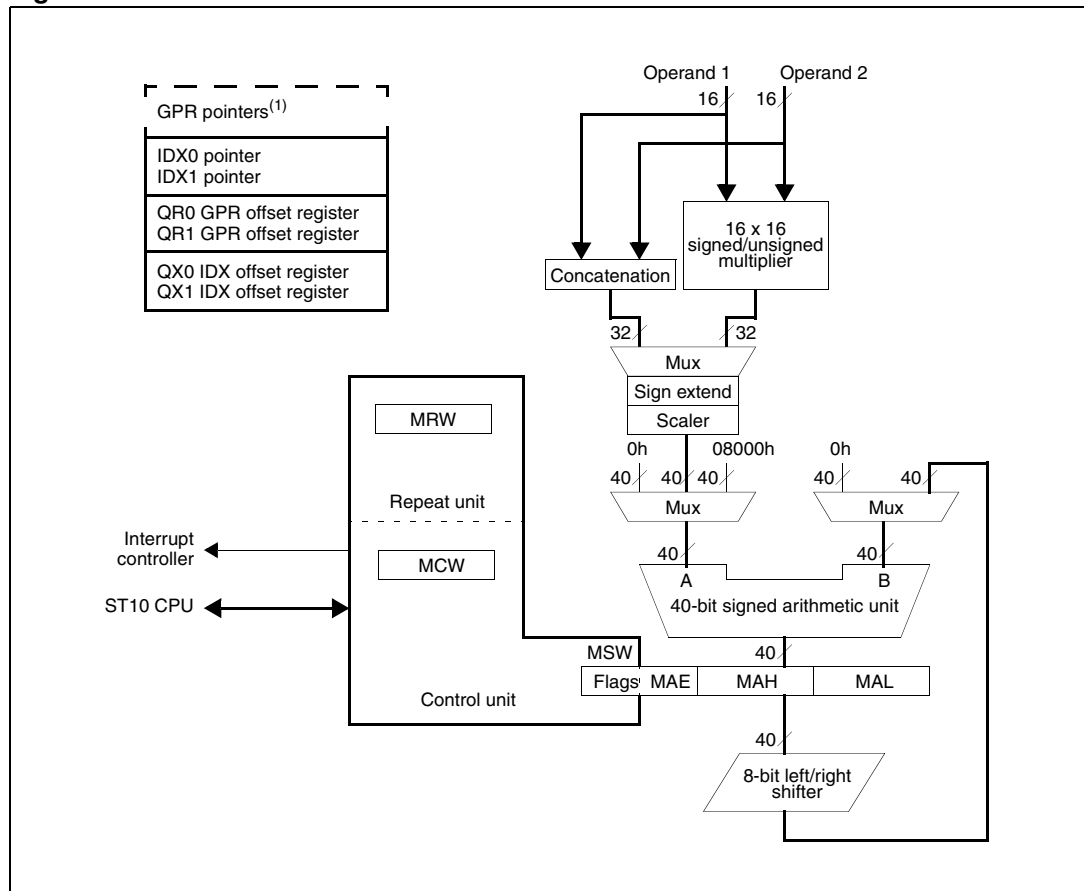 GPR pointers(1)
IDX0 pointer
IDX1 pointer
QR0 GPR offset register
QR1 GPR offset register
QX0 IDX offset register
QX1 IDX offset register
Operand 1
Operand 2
16
16
16 x 16
signed/unsigned
multiplier
Concatenation
32
32
Mux
Sign extend
Scaler
0h
08000h
0h
40
40
40
40
40
Mux
Mux
40
40
A
B
40-bit signed arithmetic unit
40
MRW
Repeat unit
Interrupt
controller
MCW
ST10 CPU
MSW
Flags
MAE
MAH
MAL
Control unit
40
8-bit left/right
shifter